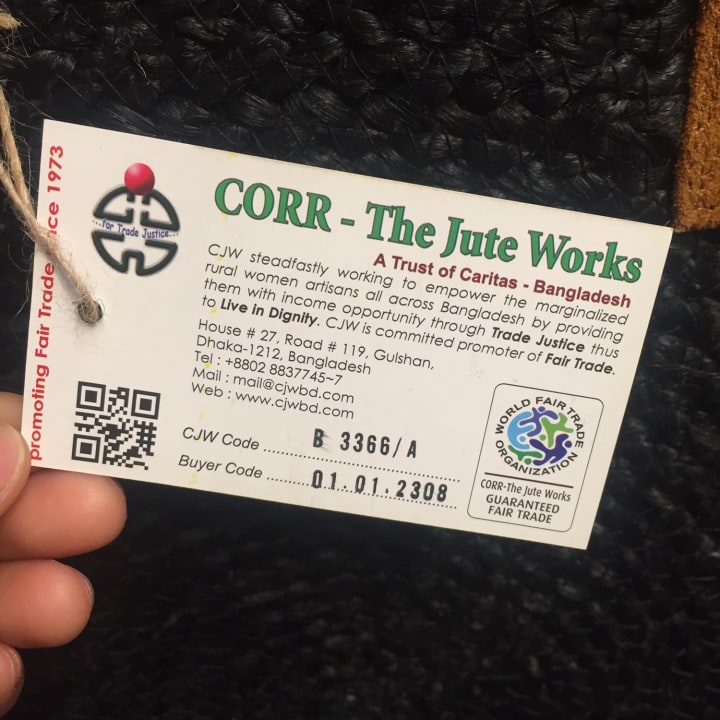 promoting Fair Trade ice 1973
...for Trade Justice...
CORR - The Jute Works
A Trust of Caritas - Bangladesh
CJW steadfastly working to empower the marginalized
rural women artisans all across Bangladesh by providing
them with income opportunity through Trade Justice thus
to Live in Dignity. CJW is committed promoter of Fair Trade.
House # 27, Road # 119, Gulshan,
Dhaka-1212, Bangladesh
Tel : +8802 8837745~7
Mail : mail@cjwbd.com
Web : www.cjwbd.com
CJW Code .......... B 3366/A
Buyer Code .......... 01.01.2308
WORLD FAIR TRADE
ORGANIZATION
CORR-The Jute Works
GUARANTEED
FAIR TRADE